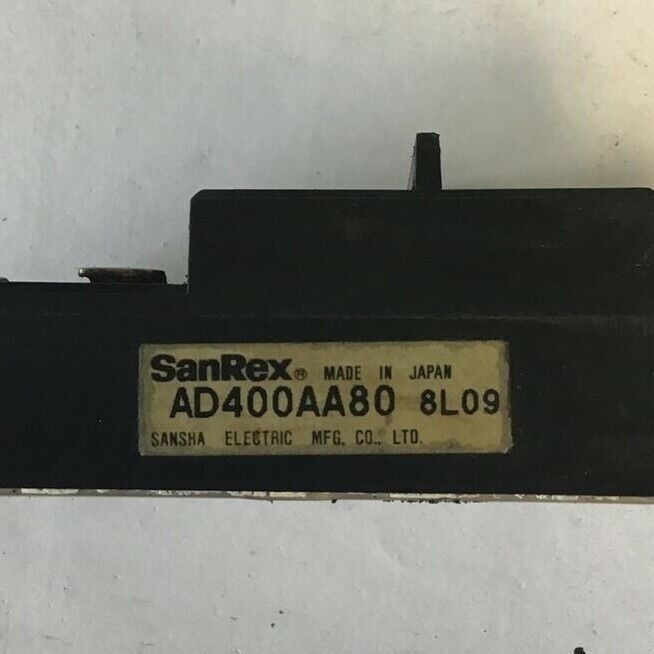 SanRex® MADE IN JAPAN
AD400AA80 8L09
SANSHA ELECTRIC MFG. CO., LTD.